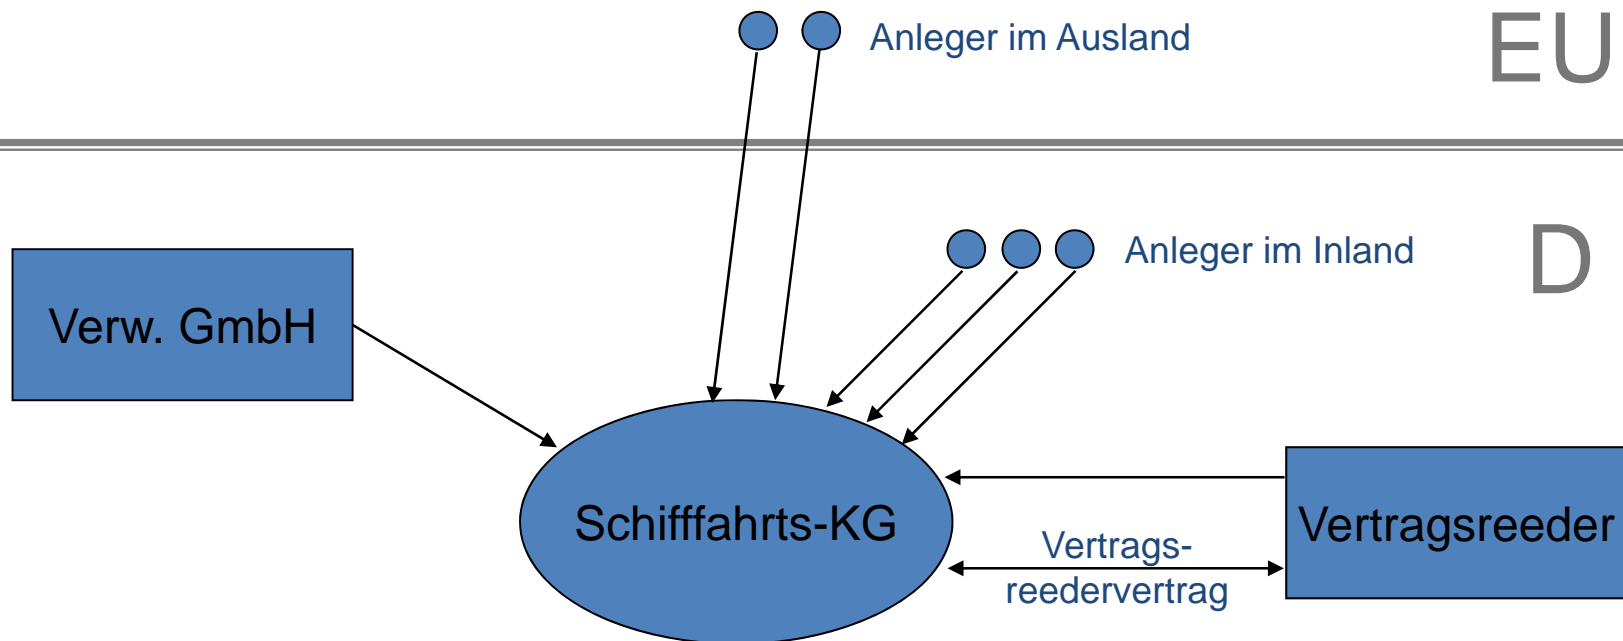 Anleger im Ausland
EU
Anleger im Inland
D
Verw. GmbH
Schifffahrts-KG
Vertrags-
reedervertrag
Vertragsreeder